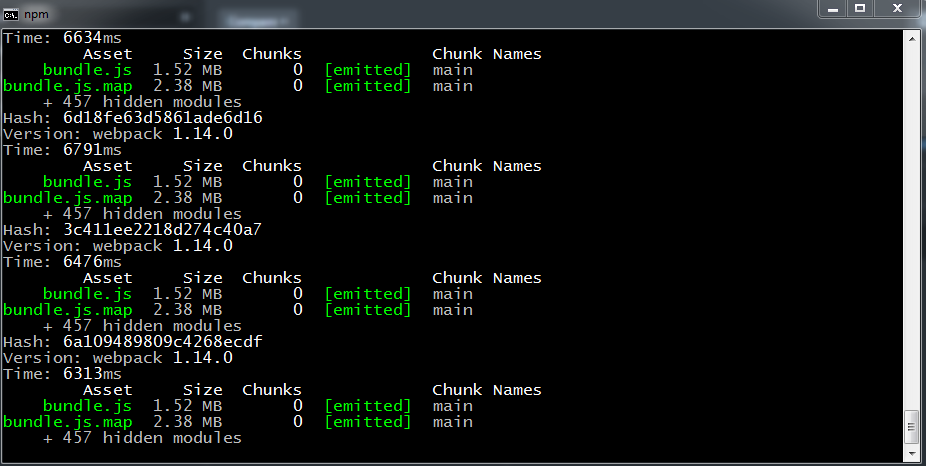 npm
Compare
Time: 6634ms
Asset Size Chunks Chunk Names
bundle.js 1.52 MB 0 [emitted] main
bundle.js.map 2.38 MB 0 [emitted] main
+ 457 hidden modules
Hash: 6d18fe63d5861ade6d16
Version: webpack 1.14.0
Time: 6791ms
Asset Size Chunks Chunk Names
bundle.js 1.52 MB 0 [emitted] main
bundle.js.map 2.38 MB 0 [emitted] main
+ 457 hidden modules
Hash: 3c411ee2218d274c40a7
Version: webpack 1.14.0
Time: 6476ms
Asset Size Chunks Chunk Names
bundle.js 1.52 MB 0 [emitted] main
bundle.js.map 2.38 MB 0 [emitted] main
+ 457 hidden modules
Hash: 6a109489809c4268ecdf
Version: webpack 1.14.0
Time: 6313ms
Asset Size Chunks Chunk Names
bundle.js 1.52 MB 0 [emitted] main
bundle.js.map 2.38 MB 0 [emitted] main
+ 457 hidden modules